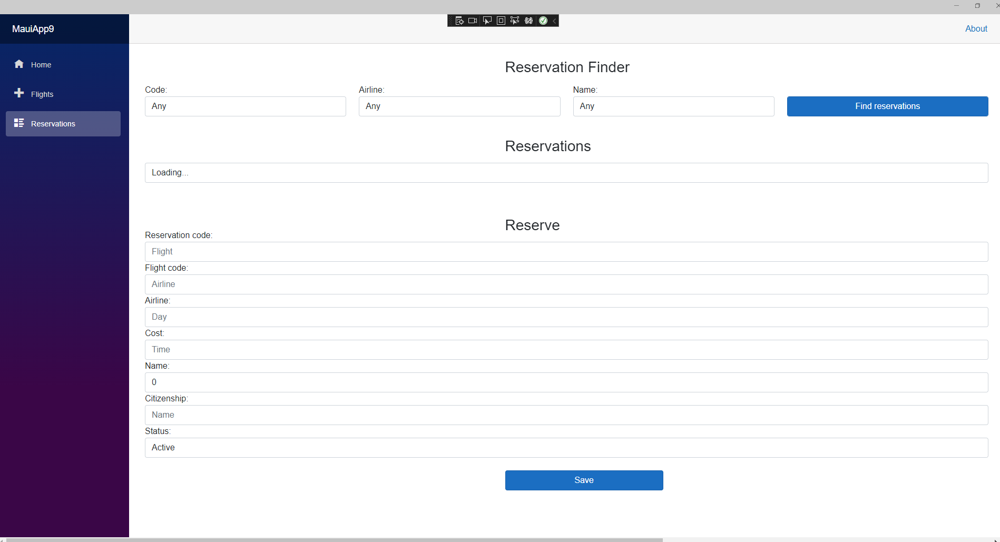 MauiApp9
About
Home
Flights
Reservations
Reservation Finder
Code:
Airline:
Name:
Any
Any
Any
Find reservations
Reservations
Loading...
Reserve
Reservation code:
Flight
Flight code:
Airline
Airline:
Day
Cost:
Time
Name:
0
Citizenship:
Name
Status:
Active
Save